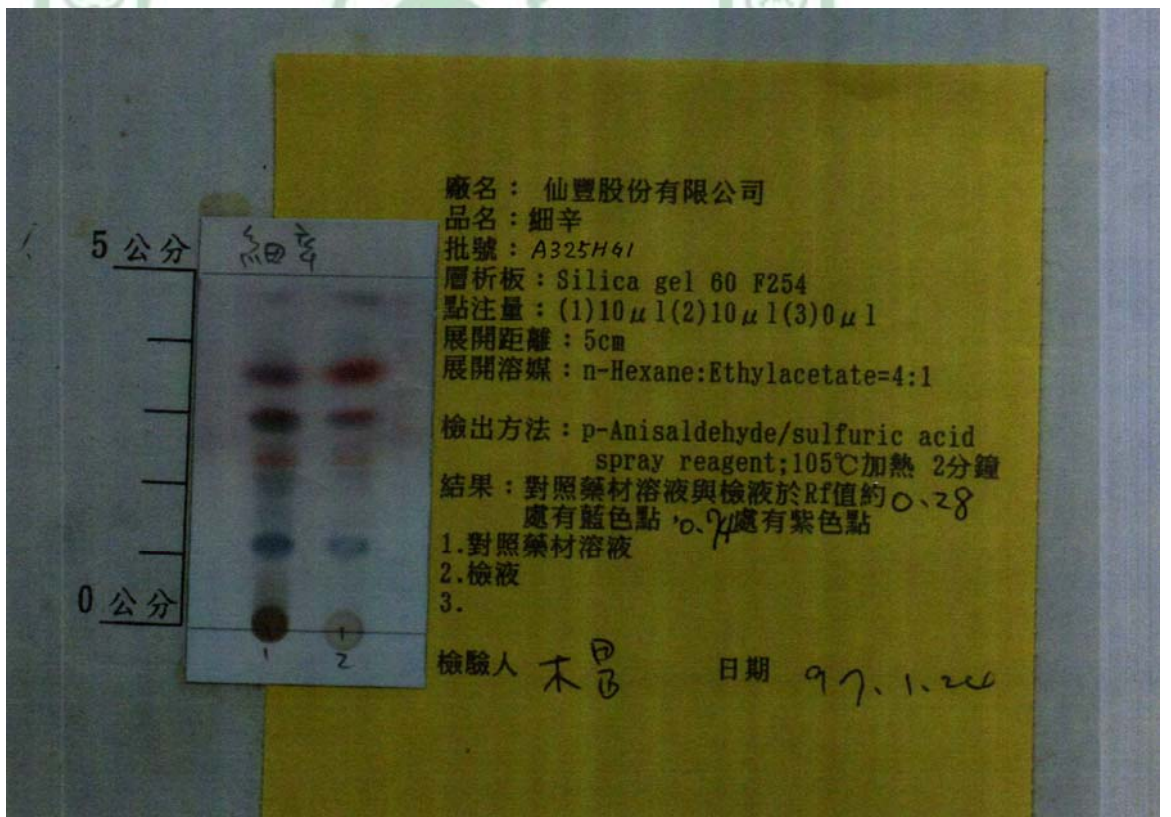 廠名： 仙豐股份有限公司
品名：細辛
批號：A325H41
層析板：Silica gel 60 F254
點注量：(1)10μl(2)10μl(3)0μl
展開距離：5cm
展開溶媒：n-Hexane:Ethylacetate=4:1
檢出方法：p-Anisaldehyde/sulfuric acid
spray reagent;105℃加熱 2分鐘
結果：對照藥材溶液與檢液於Rf值約0.28
處有藍色點，0.74處有紫色點
1.對照藥材溶液
2.檢液
3.
檢驗人 日期 97.1.24
5 公分
0 公分
細辛
1 2